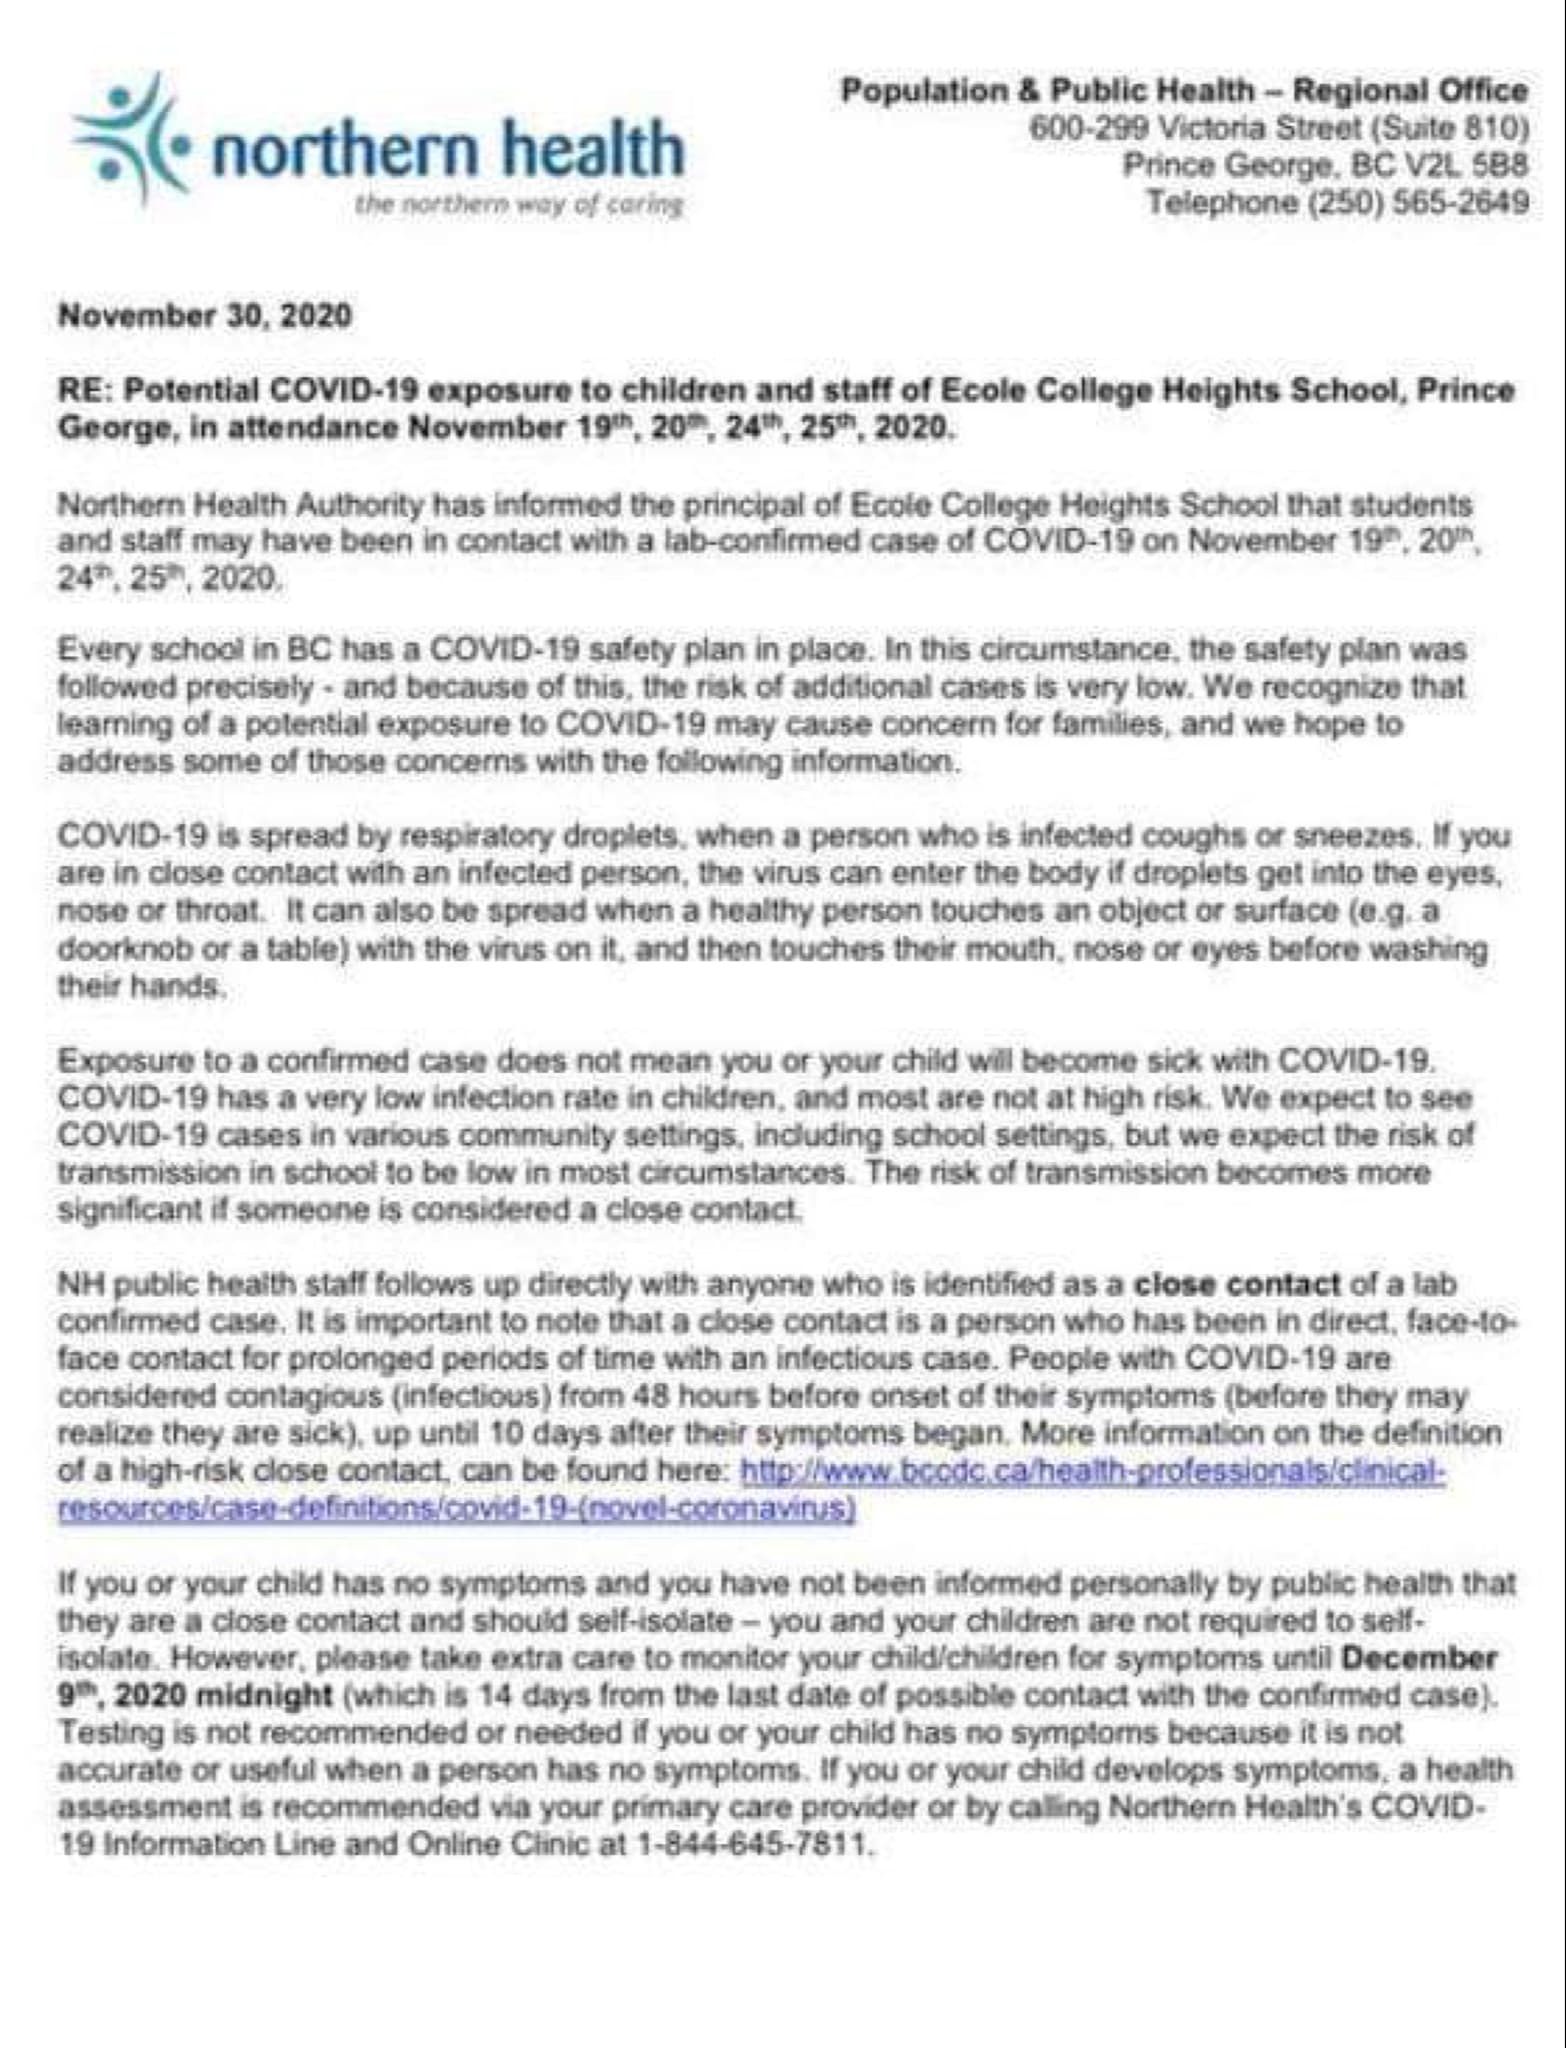 northern health
the northern way of caring
Population & Public Health – Regional Office
600-299 Victoria Street (Suite 810)
Prince George, BC V2L 5B8
Telephone (250) 565-2649
November 30, 2020
RE: Potential COVID-19 exposure to children and staff of Ecole College Heights School, Prince
George, in attendance November 19th, 20th, 24th, 25th, 2020.
Northern Health Authority has informed the principal of Ecole College Heights School that students
and staff may have been in contact with a lab-confirmed case of COVID-19 on November 19th, 20th,
24th, 25th, 2020.
Every school in BC has a COVID-19 safety plan in place. In this circumstance, the safety plan was
followed precisely - and because of this, the risk of additional cases is very low. We recognize that
learning of a potential exposure to COVID-19 may cause concern for families, and we hope to
address some of those concerns with the following information.
COVID-19 is spread by respiratory droplets, when a person who is infected coughs or sneezes. If you
are in close contact with an infected person, the virus can enter the body if droplets get into the eyes,
nose or throat. It can also be spread when a healthy person touches an object or surface (e.g. a
doorknob or a table) with the virus on it, and then touches their mouth, nose or eyes before washing
their hands.
Exposure to a confirmed case does not mean you or your child will become sick with COVID-19.
COVID-19 has a very low infection rate in children, and most are not at high risk. We expect to see
COVID-19 cases in various community settings, including school settings, but we expect the risk of
transmission in school to be low in most circumstances. The risk of transmission becomes more
significant if someone is considered a close contact.
NH public health staff follows up directly with anyone who is identified as a close contact of a lab
confirmed case. It is important to note that a close contact is a person who has been in direct, face-to-
face contact for prolonged periods of time with an infectious case. People with COVID-19 are
considered contagious (infectious) from 48 hours before onset of their symptoms (before they may
realize they are sick), up until 10 days after their symptoms began. More information on the definition
of a high-risk close contact, can be found here: http://www.bccdc.ca/health-professionals/clinical-
resources/case-definitions/covid-19-(novel-coronavirus)
If you or your child has no symptoms and you have not been informed personally by public health that
they are a close contact and should self-isolate – you and your children are not required to self-
isolate. However, please take extra care to monitor your child/children for symptoms until December
9th, 2020 midnight (which is 14 days from the last date of possible contact with the confirmed case).
Testing is not recommended or needed if you or your child has no symptoms because it is not
accurate or useful when a person has no symptoms. If you or your child develops symptoms, a health
assessment is recommended via your primary care provider or by calling Northern Health's COVID-
19 Information Line and Online Clinic at 1-844-645-7811.